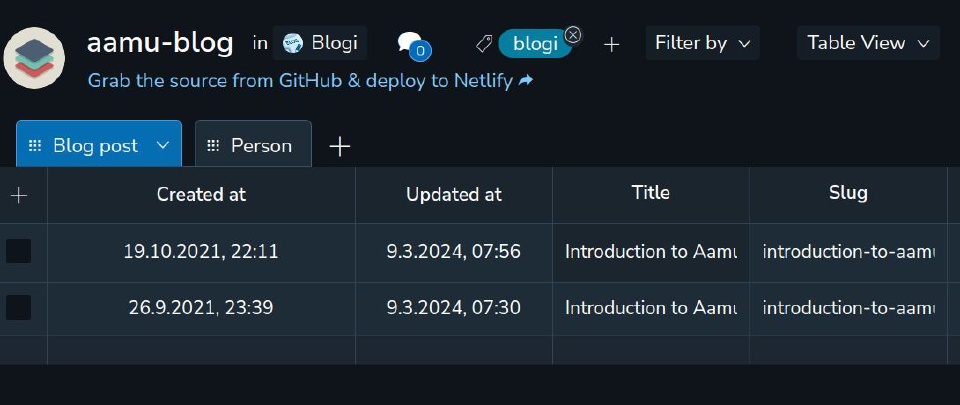 aamu-blog in Blogi 0 blogi + Filter by Table View
Grab the source from GitHub & deploy to Netlify
Blog post Person +
+ Created at Updated at Title Slug
19.10.2021, 22:11 9.3.2024, 07:56 Introduction to Aamu introduction-to-aamu
26.9.2021, 23:39 9.3.2024, 07:30 Introduction to Aamu introduction-to-aamu